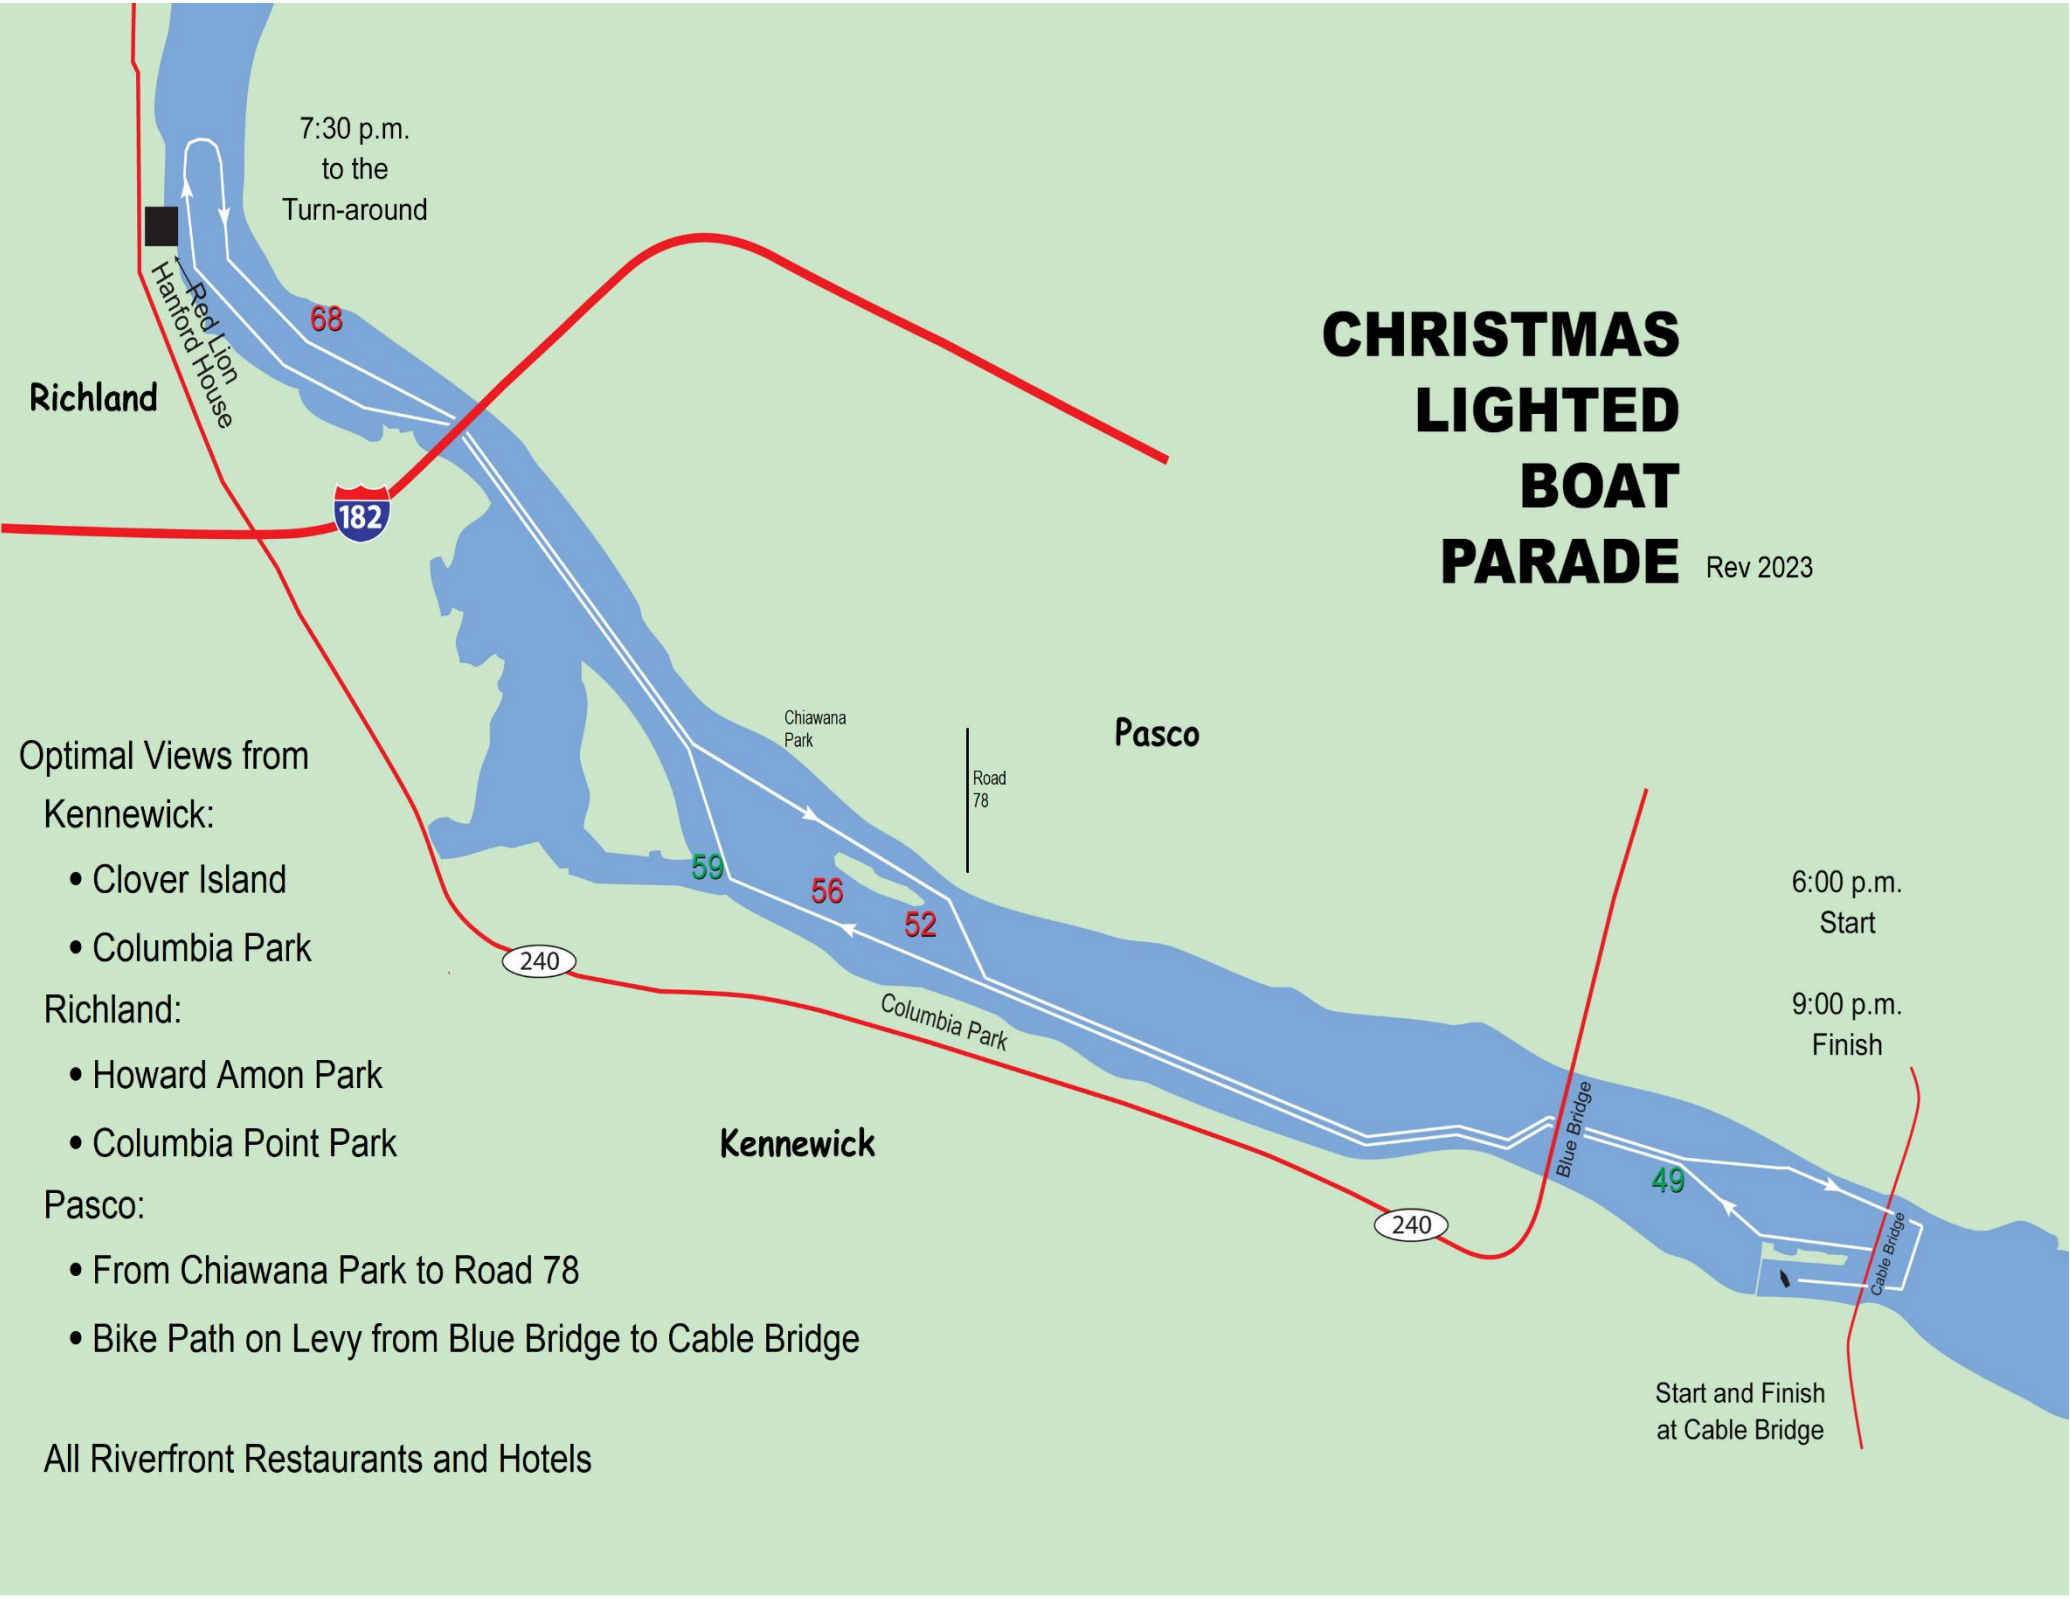 7:30 p.m.
to the
Turn-around
68
Red Lion
Hanford House
Richland
182
CHRISTMAS
LIGHTED
BOAT
PARADE
Rev 2023
Chiawana
Park
Pasco
Road
78
59
56
52
240
Columbia Park
Kennewick
Blue Bridge
49
240
Cable Bridge
6:00 p.m.
Start
9:00 p.m.
Finish
Start and Finish
at Cable Bridge
Optimal Views from
Kennewick:
• Clover Island
• Columbia Park
Richland:
• Howard Amon Park
• Columbia Point Park
Pasco:
• From Chiawana Park to Road 78
• Bike Path on Levy from Blue Bridge to Cable Bridge
All Riverfront Restaurants and Hotels